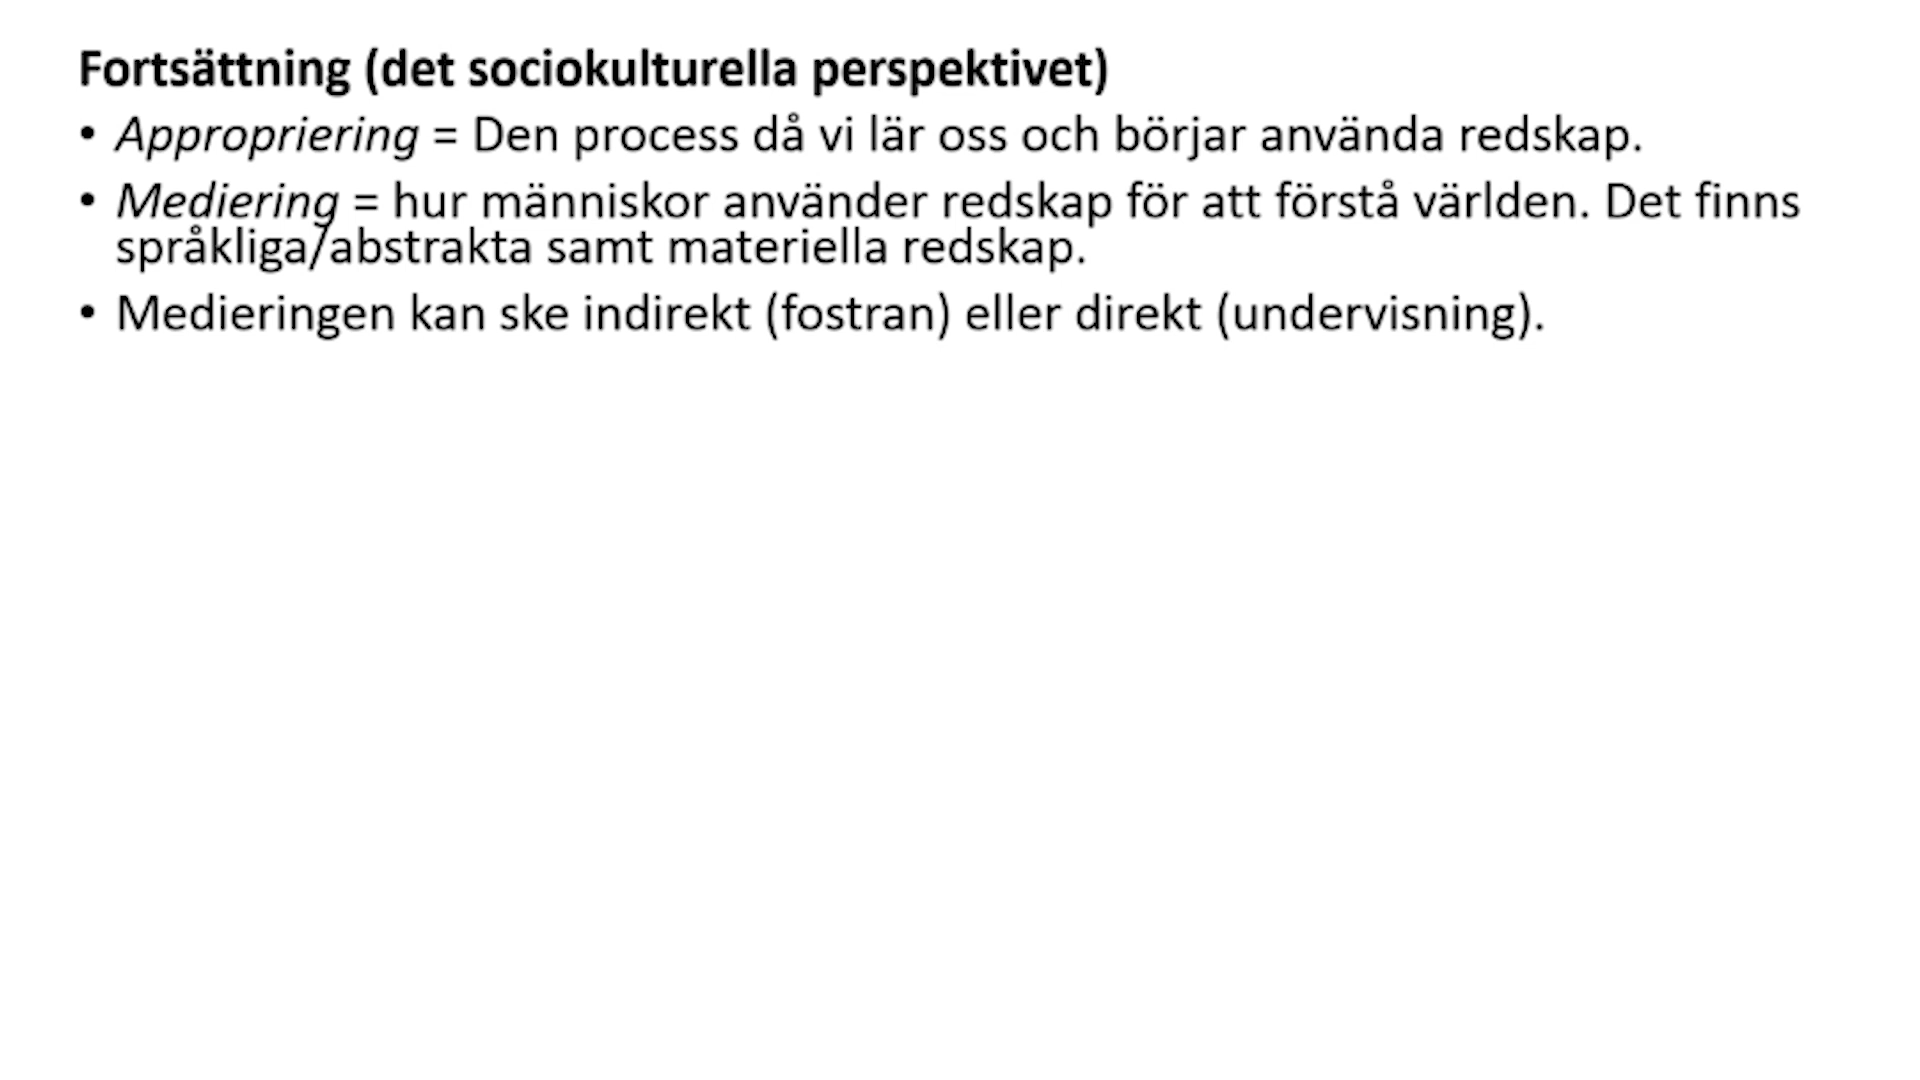 Fortsättning (det sociokulturella perspektivet)
• Appropriering = Den process då vi lär oss och börjar använda redskap.
• Mediering = hur människor använder redskap för att förstå världen. Det finns
språkliga/abstrakta samt materiella redskap.
• Medieringen kan ske indirekt (fostran) eller direkt (undervisning).